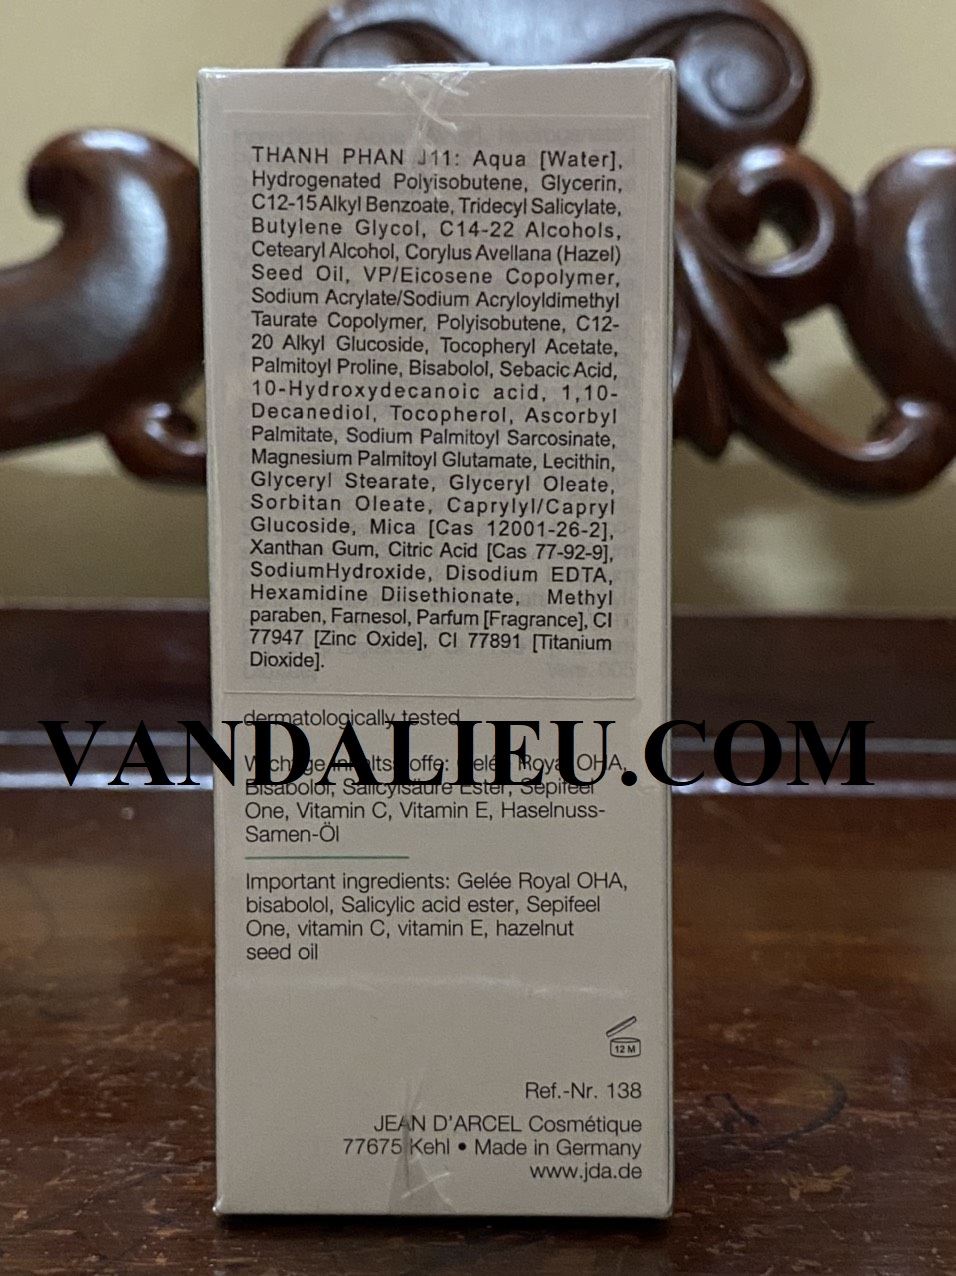 THANH PHAN J11: Aqua [Water],
Hydrogenated Polyisobutene, Glycerin,
C12-15 Alkyl Benzoate, Tridecyl Salicylate,
Butylene Glycol, C14-22 Alcohols,
Cetearyl Alcohol, Corylus Avellana (Hazel)
Seed Oil, VP/Eicosene Copolymer,
Sodium Acrylate/Sodium Acryloyldimethyl
Taurate Copolymer, Polyisobutene, C12-
20 Alkyl Glucoside, Tocopheryl Acetate,
Palmitoyl Proline, Bisabolol, Sebacic Acid,
10-Hydroxydecanoic acid, 1,10-
Decanediol, Tocopherol, Ascorbyl
Palmitate, Sodium Palmitoyl Sarcosinate,
Magnesium Palmitoyl Glutamate, Lecithin,
Glyceryl Stearate, Glyceryl Oleate,
Sorbitan Oleate, Caprylyl/Capryl
Glucoside, Mica [Cas 12001-26-2],
Xanthan Gum, Citric Acid [Cas 77-92-9],
SodiumHydroxide, Disodium EDTA,
Hexamidine Diisethionate, Methyl
paraben, Farnesol, Parfum [Fragrance], CI
77947 [Zinc Oxide], CI 77891 [Titanium
Dioxide].
dermatologically tested
VANDALIEU.COM
Gelée Royal OHA,
Bisabolol, Salicylsäure Ester, Sepifeel
One, Vitamin C, Vitamin E, Haselnuss-
Samen-Öl
Important ingredients: Gelée Royal OHA,
bisabolol, Salicylic acid ester, Sepifeel
One, vitamin C, vitamin E, hazelnut
seed oil
12 M
Ref.-Nr. 138
JEAN D'ARCEL Cosmétique
77675 Kehl • Made in Germany
www.jda.de